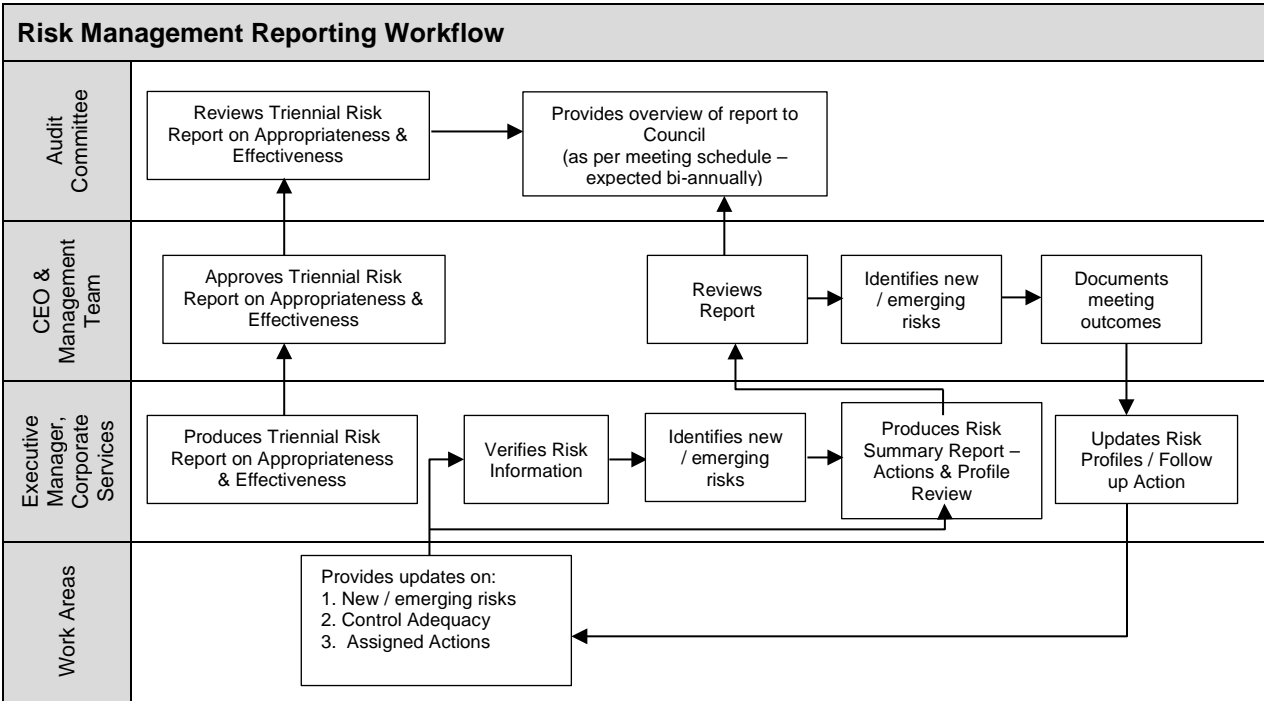 Risk Management Reporting Workflow
Audit
Committee
Reviews Triennial Risk
Report on Appropriateness &
Effectiveness
Provides overview of report to
Council
(as per meeting schedule –
expected bi-annually)
CEO &
Management
Team
Approves Triennial Risk
Report on Appropriateness &
Effectiveness
Reviews
Report
Identifies new
/ emerging
risks
Documents
meeting
outcomes
Executive
Manager,
Corporate
Services
Produces Triennial Risk
Report on Appropriateness
& Effectiveness
Verifies Risk
Information
Identifies new
/ emerging
risks
Produces Risk
Summary Report –
Actions & Profile
Review
Updates Risk
Profiles / Follow
up Action
Work Areas
Provides updates on:
1. New / emerging risks
2. Control Adequacy
3. Assigned Actions